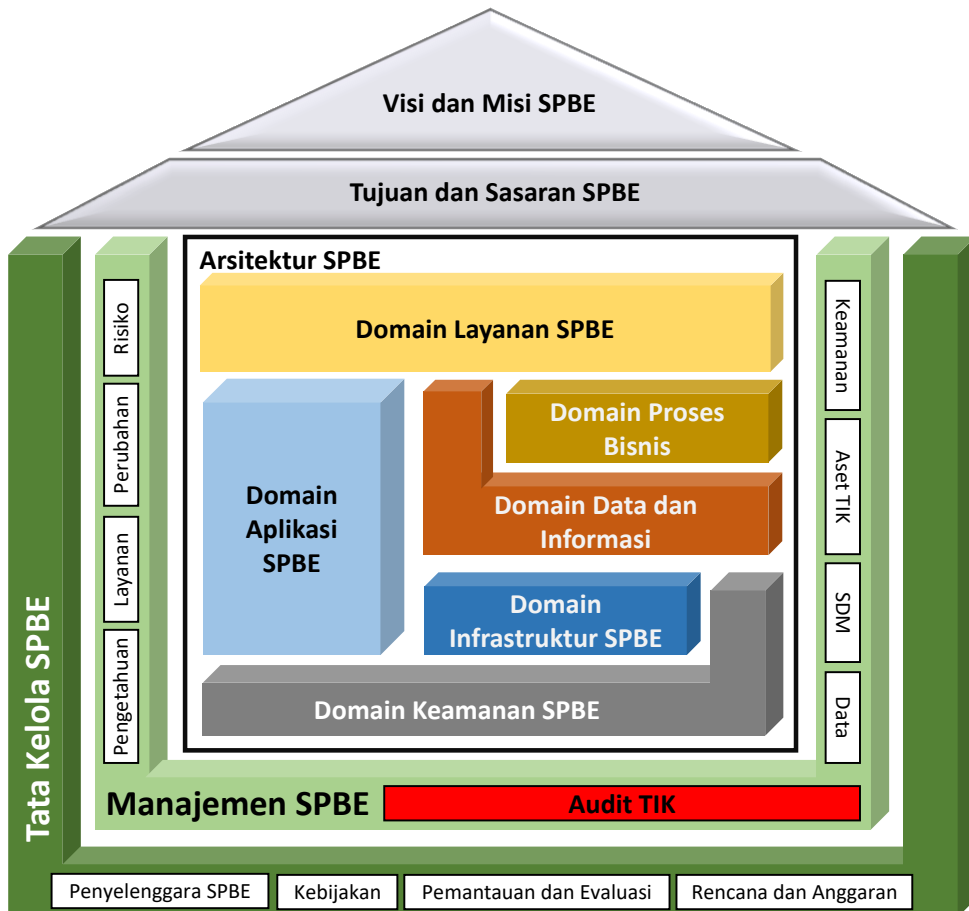 Visi dan Misi SPBE
Tujuan dan Sasaran SPBE
Arsitektur SPBE
Domain Layanan SPBE
Domain Aplikasi SPBE
Domain Proses
Bisnis
Domain Data dan
Informasi
Domain
Infrastruktur SPBE
Domain Keamanan SPBE
Risiko
Perubahan
Layanan
Pengetahuan
Keamanan
Aset TIK
SDM
Data
Manajemen SPBE
Audit TIK
Tata Kelola SPBE
Penyelenggara SPBE
Kebijakan
Pemantauan dan Evaluasi
Rencana dan Anggaran